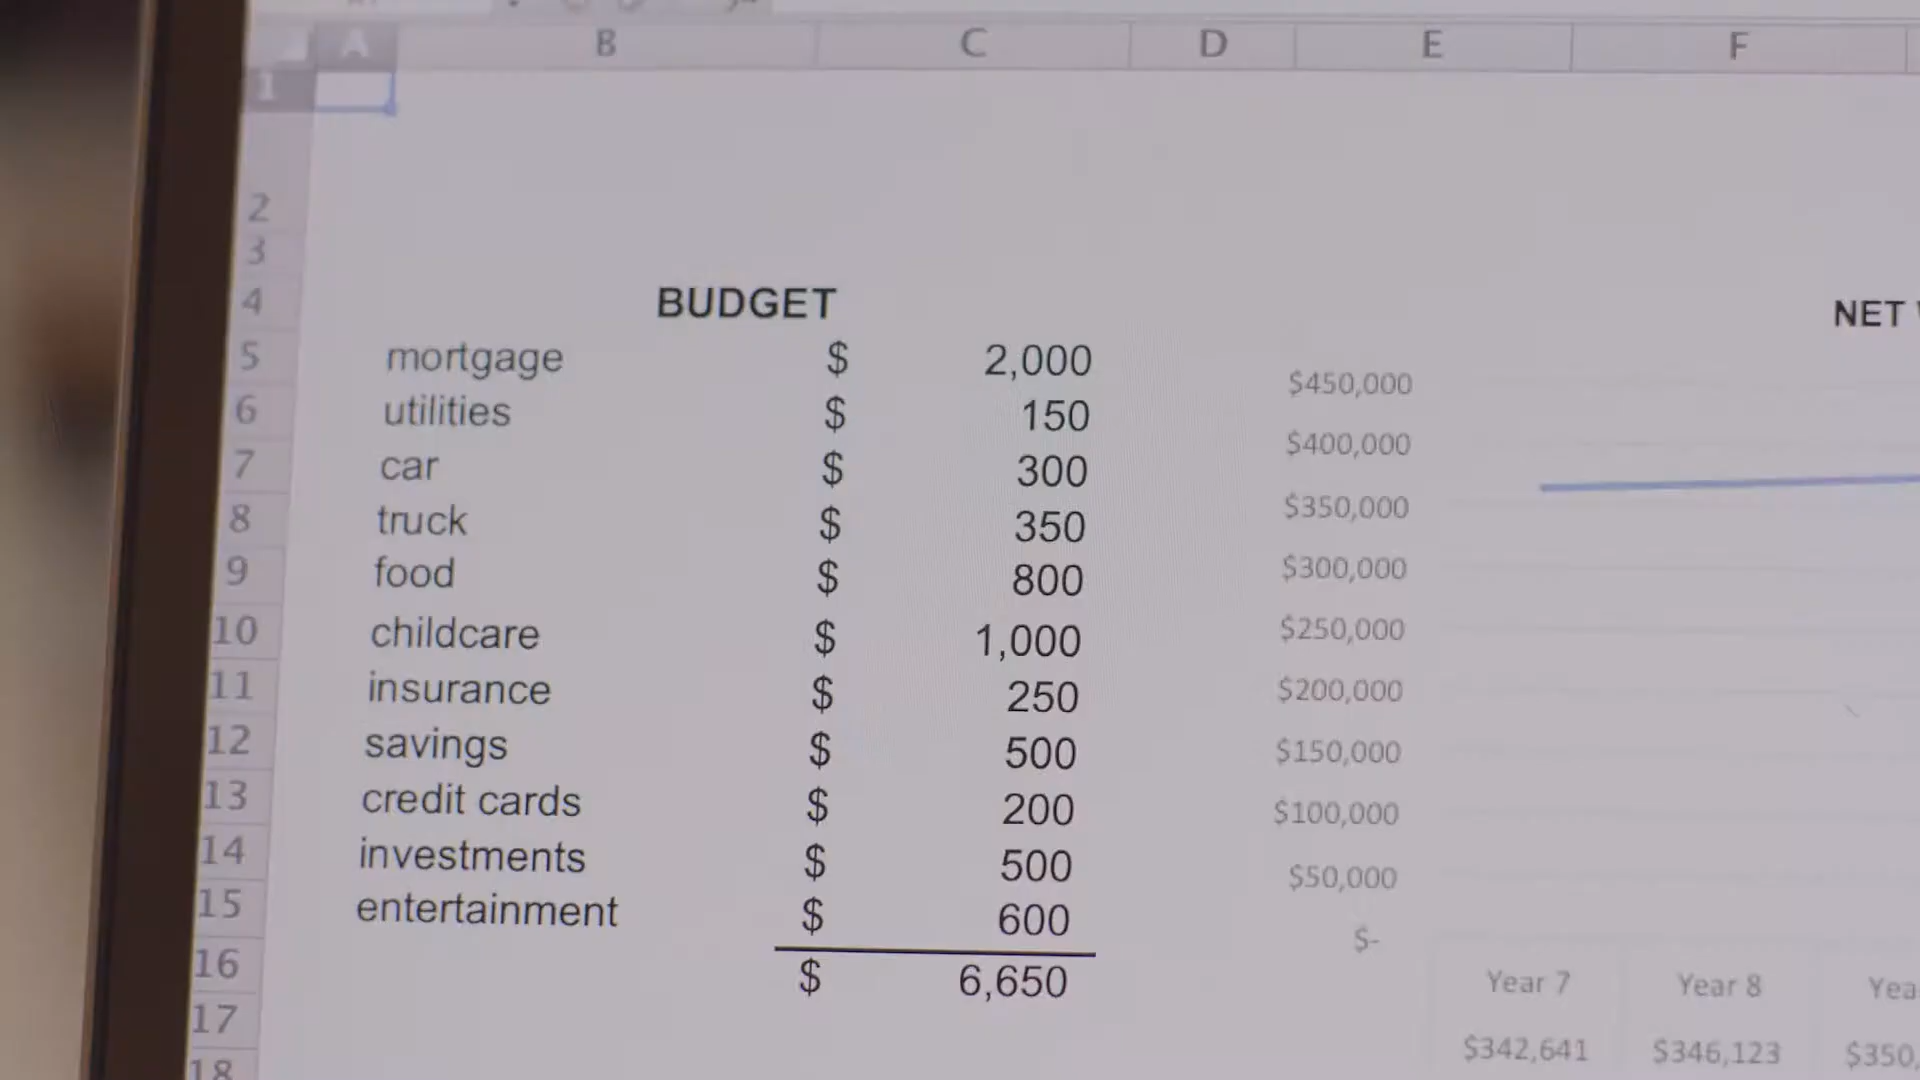 A B C D E F
1
2
3
4 BUDGET NET
5 mortgage $ 2,000
6 utilities $ 150
7 car $ 300
8 truck $ 350
9 food $ 800
10 childcare $ 1,000
11 insurance $ 250
12 savings $ 500
13 credit cards $ 200
14 investments $ 500
15 entertainment $ 600
16 $ 6,650
17
18
$450,000
$400,000
$350,000
$300,000
$250,000
$200,000
$150,000
$100,000
$50,000
$-
Year 7 Year 8 Yea
$342,641 $346,123 $350,